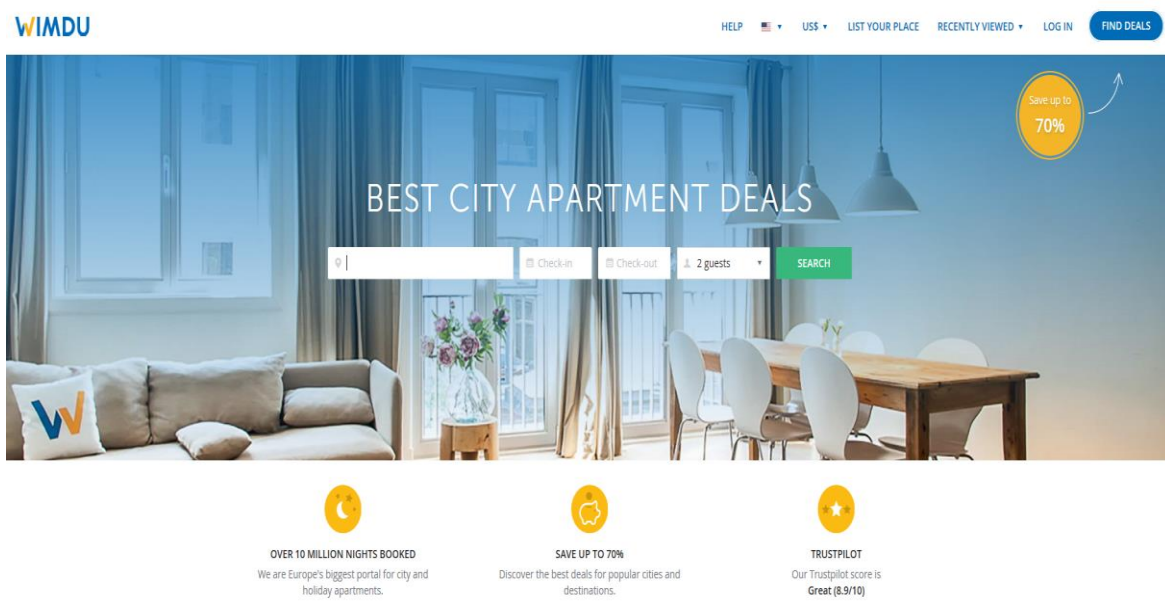 WIMDU
HELP
US$
LIST YOUR PLACE
RECENTLY VIEWED
LOG IN
FIND DEALS
Save up to
70%
BEST CITY APARTMENT DEALS
Check-in
Check-out
2 guests
SEARCH
W
OVER 10 MILLION NIGHTS BOOKED
We are Europe's biggest portal for city and
holiday apartments.
SAVE UP TO 70%
Discover the best deals for popular cities and
destinations.
TRUSTPILOT
Our Trustpilot score is
Great (8.9/10)